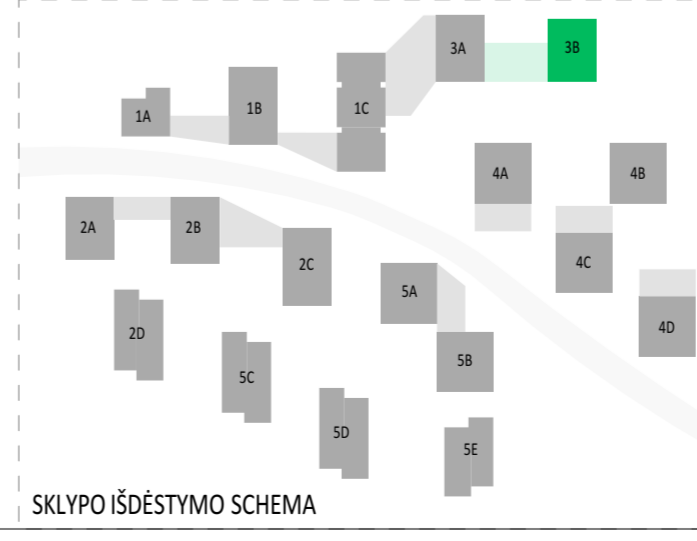 3A
3B
1A
1B
1C
4A
4B
2A
2B
2C
4C
5A
4D
2D
5B
5C
5D
5E
SKLYPO IŠDĖSTYMO SCHEMA